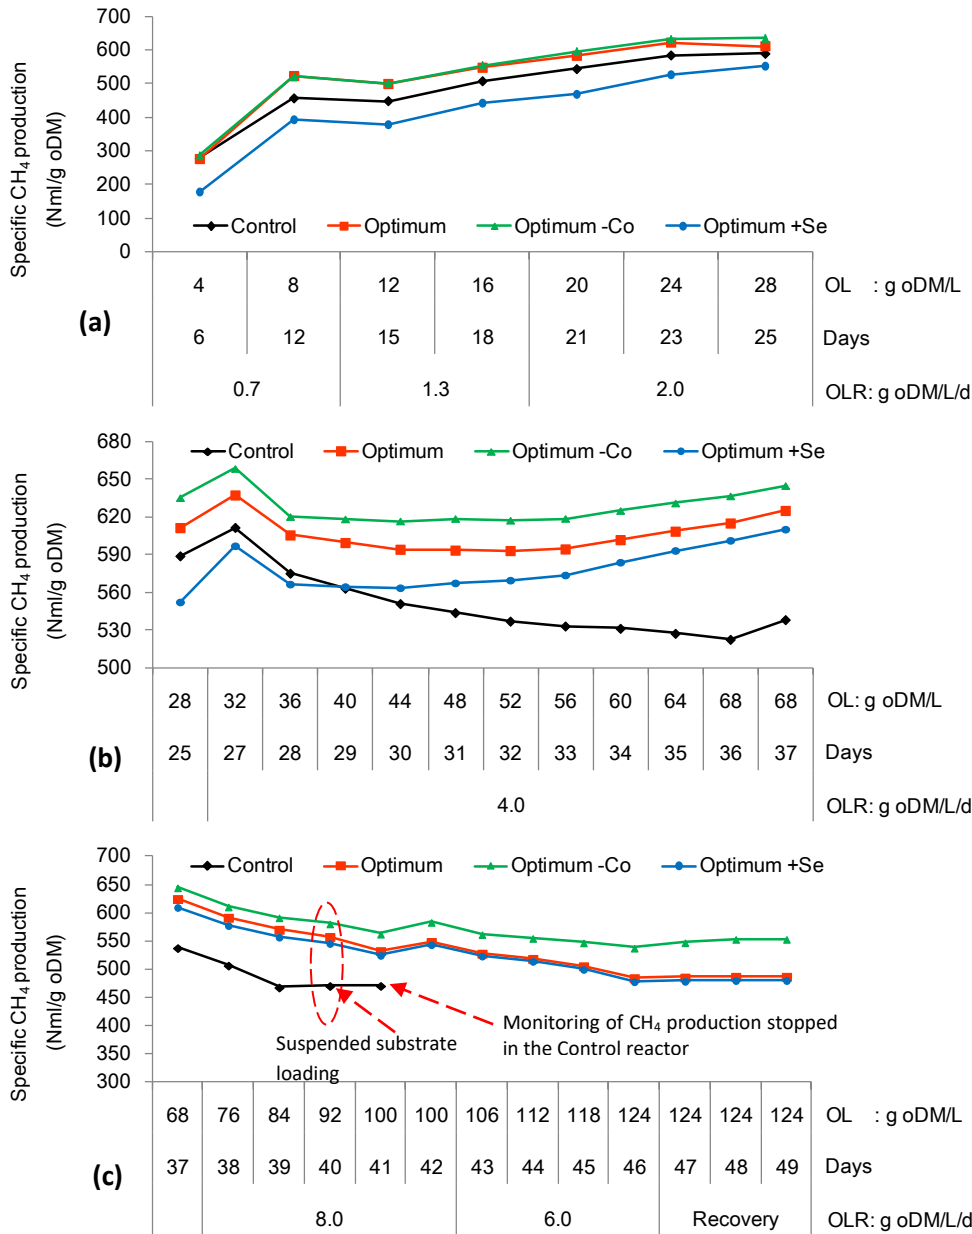 Specific CH4 production
(Nml/g oDM)
700
600
500
400
300
200
100
0
Control
Optimum
Optimum -Co
Optimum +Se
4 8 12 16 20 24 28 OL : g oDM/L
(a)
6 12 15 18 21 23 25 Days
0.7 1.3 2.0 OLR: g oDM/L/d
Specific CH4 production
(Nml/g oDM)
680
650
620
590
560
530
500
Control
Optimum
Optimum -Co
Optimum +Se
28 32 36 40 44 48 52 56 60 64 68 68 OL: g oDM/L
(b)
25 27 28 29 30 31 32 33 34 35 36 37 Days
4.0 OLR: g oDM/L/d
Specific CH4 production
(Nml/g oDM)
700
650
600
550
500
450
400
350
300
Control
Optimum
Optimum -Co
Optimum +Se
Suspended substrate
loading
Monitoring of CH4 production stopped
in the Control reactor
68 76 84 92 100 100 106 112 118 124 124 124 124 OL : g oDM/L
(c)
37 38 39 40 41 42 43 44 45 46 47 48 49 Days
8.0 6.0 Recovery OLR: g oDM/L/d